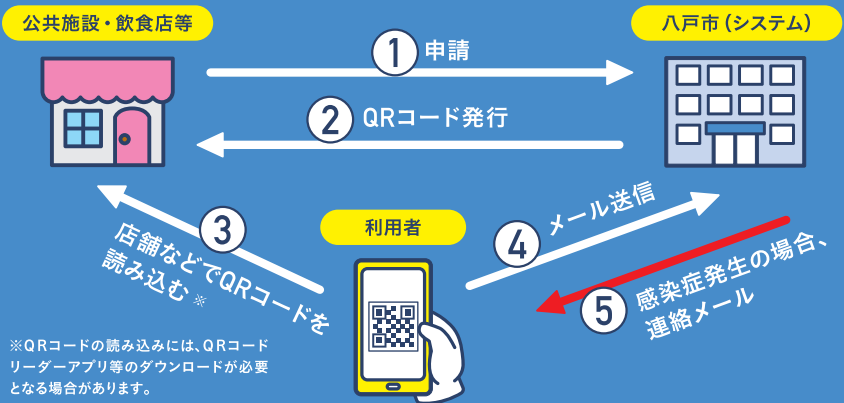 公共施設・飲食店等
八戸市（システム）
1 申請
2 QRコード発行
3 店舗などでQRコードを
読み込む※
利用者
4 メール送信
5 感染症発生の場合、
連絡メール
※QRコードの読み込みには、QRコード
リーダーアプリ等のダウンロードが必要
となる場合があります。